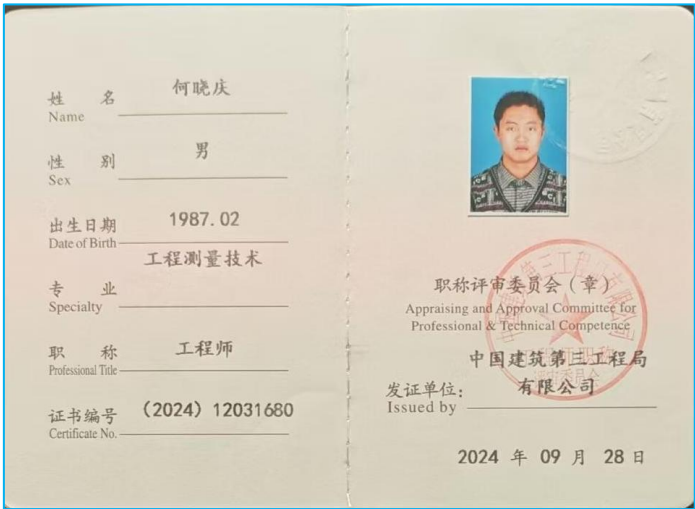 姓 名 何晓庆
Name
性 别 男
Sex
出生日期 1987.02
Date of Birth
工程测量技术
专 业
Specialty
职 称 工程师
Professional Title
证书编号 （2024）12031680
Certificate No.
职称评审委员会（章）
Appraising and Approval Committee for
Professional & Technical Competence
中国建筑第三工程局
发证单位： 有限公司
Issued by
2024 年 09 月 28 日